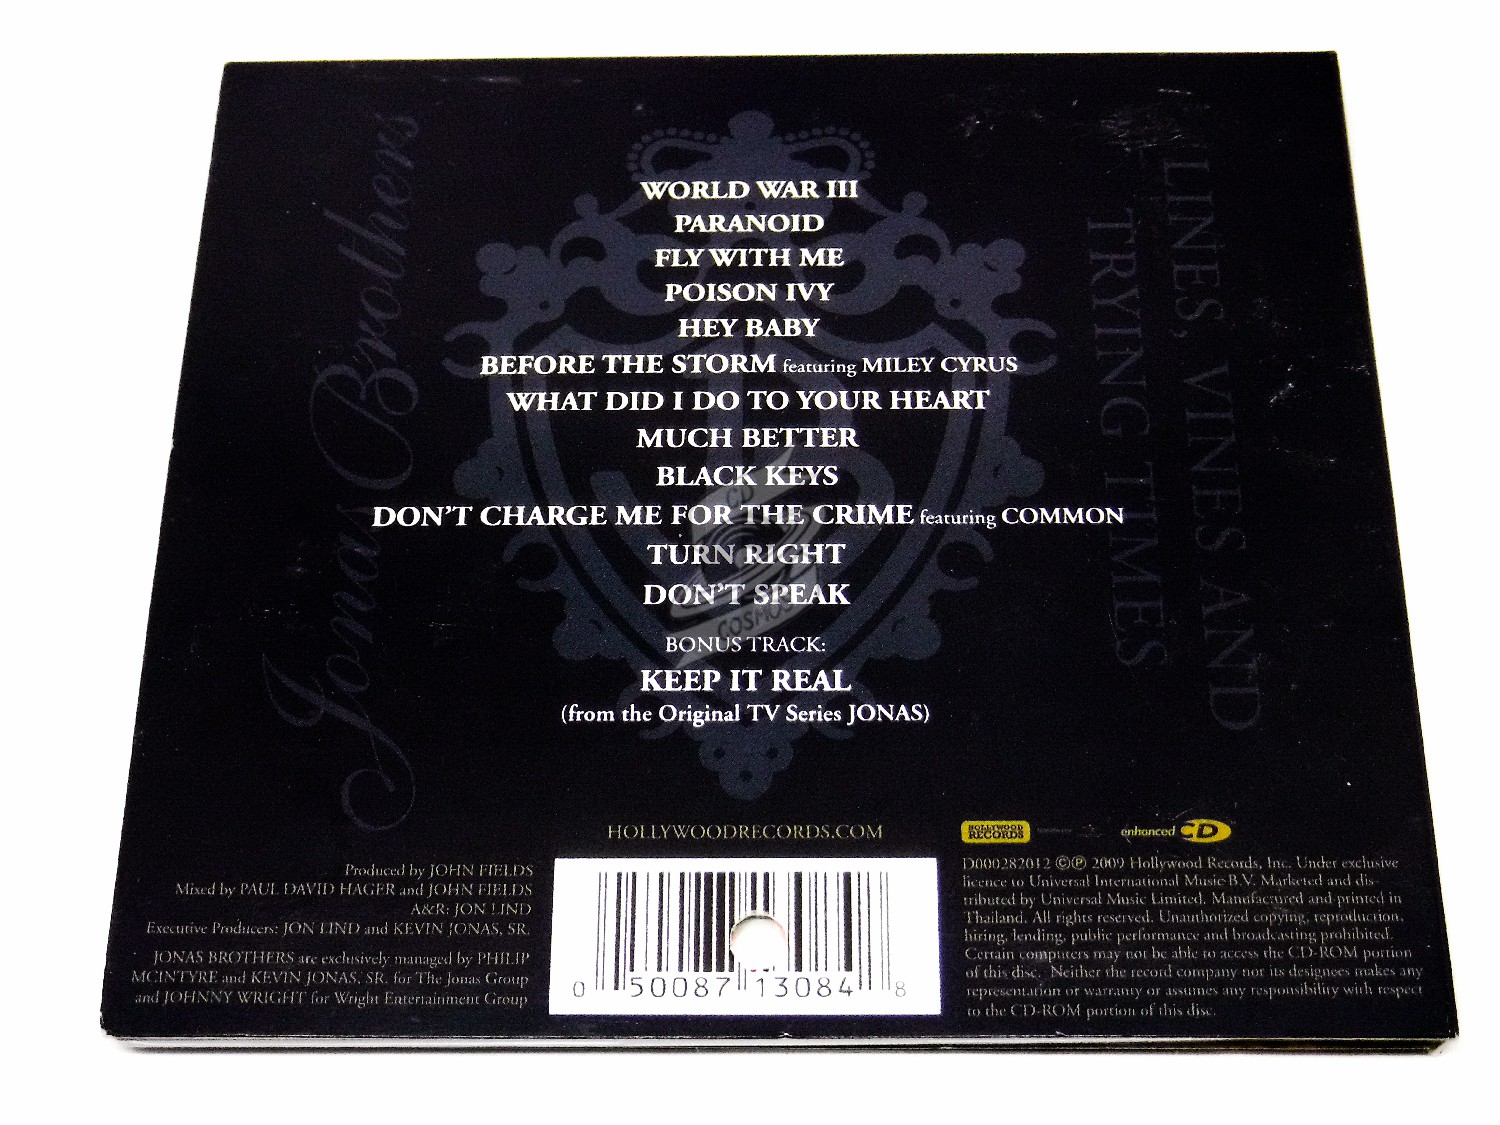 WORLD WAR III
PARANOID
FLY WITH ME
POISON IVY
HEY BABY
BEFORE THE STORM featuring MILEY CYRUS
WHAT DID I DO TO YOUR HEART
MUCH BETTER
BLACK KEYS
DON'T CHARGE ME FOR THE CRIME featuring COMMON
TURN RIGHT
DON'T SPEAK
BONUS TRACK:
KEEP IT REAL
(from the Original TV Series JONAS)
Jonas Brothers
LINES, VINES AND
TRYING TIMES
CD
COSMOS
HOLLYWOODRECORDS.COM
Produced by JOHN FIELDS
Mixed by PAUL DAVID HAGER and JOHN FIELDS
A&R: JON LIND
Executive Producers: JON LIND and KEVIN JONAS, SR.
JONAS BROTHERS are exclusively managed by PHILIP
MCINTYRE and KEVIN JONAS, SR. for The Jonas Group
and JOHNNY WRIGHT for Wright Entertainment Group
0 50087 13084 8
HOLLYWOOD
RECORDS
enhanced CD
D000282012 ©℗ 2009 Hollywood Records, Inc. Under exclusive
licence to Universal International Music B.V. Marketed and dis-
tributed by Universal Music Limited. Manufactured and printed in
Thailand. All rights reserved. Unauthorized copying, reproduction,
hiring, lending, public performance and broadcasting prohibited.
Certain computers may not be able to access the CD-ROM portion
of this disc. Neither the record company nor its designees makes any
representation or warranty or assumes any responsibility with respect
to the CD-ROM portion of this disc.